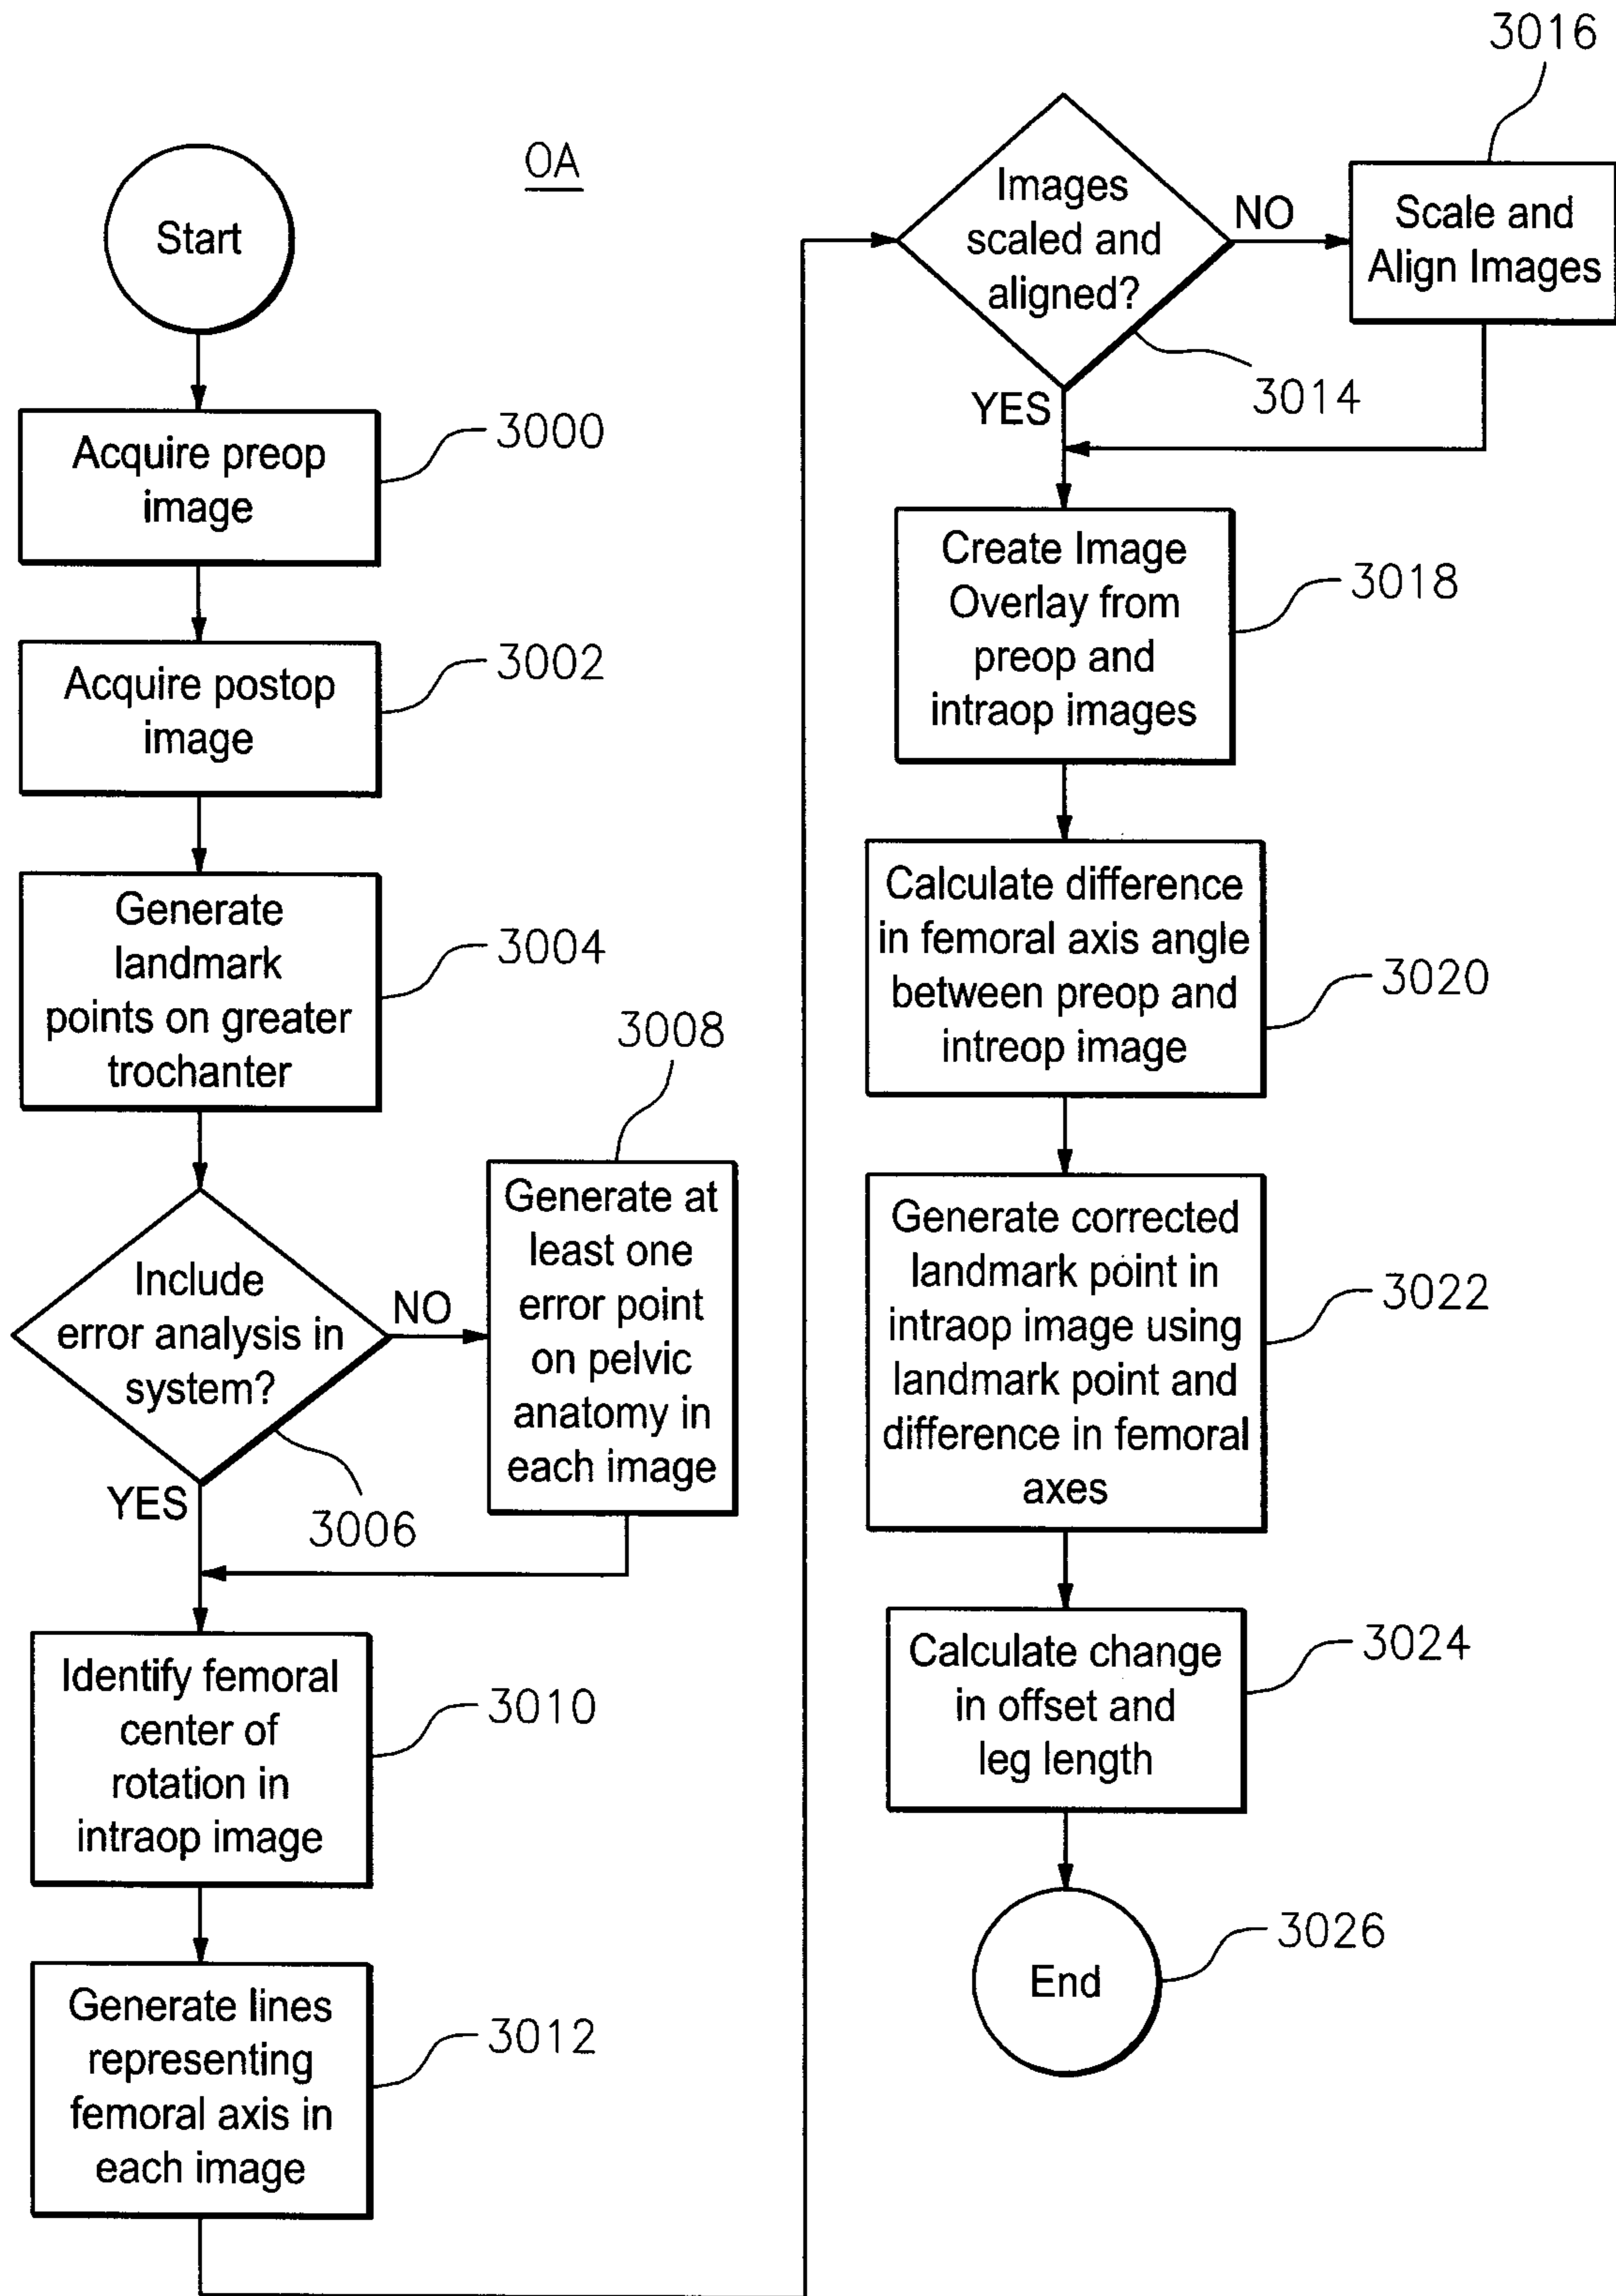 OA
Start
Acquire preop
image
3000
Acquire postop
image
3002
Generate
landmark
points on greater
trochanter
3004
Include
error analysis in
system?
3006
NO
YES
3008
Generate at
least one
error point
on pelvic
anatomy in
each image
Identify femoral
center of
rotation in
intraop image
3010
Generate lines
representing
femoral axis in
each image
3012
Images
scaled and
aligned?
3014
NO
YES
3016
Scale and
Align Images
Create Image
Overlay from
preop and
intraop images
3018
Calculate difference
in femoral axis angle
between preop and
intreop image
3020
Generate corrected
landmark point in
intraop image using
landmark point and
difference in femoral
axes
3022
Calculate change
in offset and
leg length
3024
End
3026